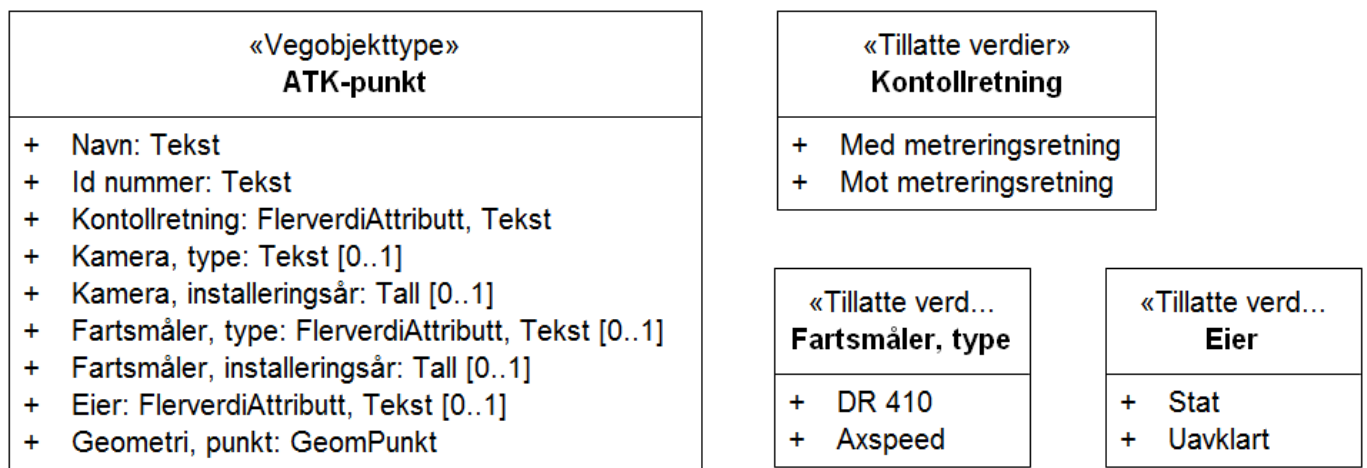 «Vegobjekttype»
ATK-punkt
+ Navn: Tekst
+ Id nummer: Tekst
+ Kontollretning: FlerverdiAttributt, Tekst
+ Kamera, type: Tekst [0..1]
+ Kamera, installeringsår: Tall [0..1]
+ Fartsmåler, type: FlerverdiAttributt, Tekst [0..1]
+ Fartsmåler, installeringsår: Tall [0..1]
+ Eier: FlerverdiAttributt, Tekst [0..1]
+ Geometri, punkt: GeomPunkt
«Tillatte verdier»
Kontollretning
+ Med metreringsretning
+ Mot metreringsretning
«Tillatte verd...
Fartsmåler, type
+ DR 410
+ Axspeed
«Tillatte verd...
Eier
+ Stat
+ Uavklart